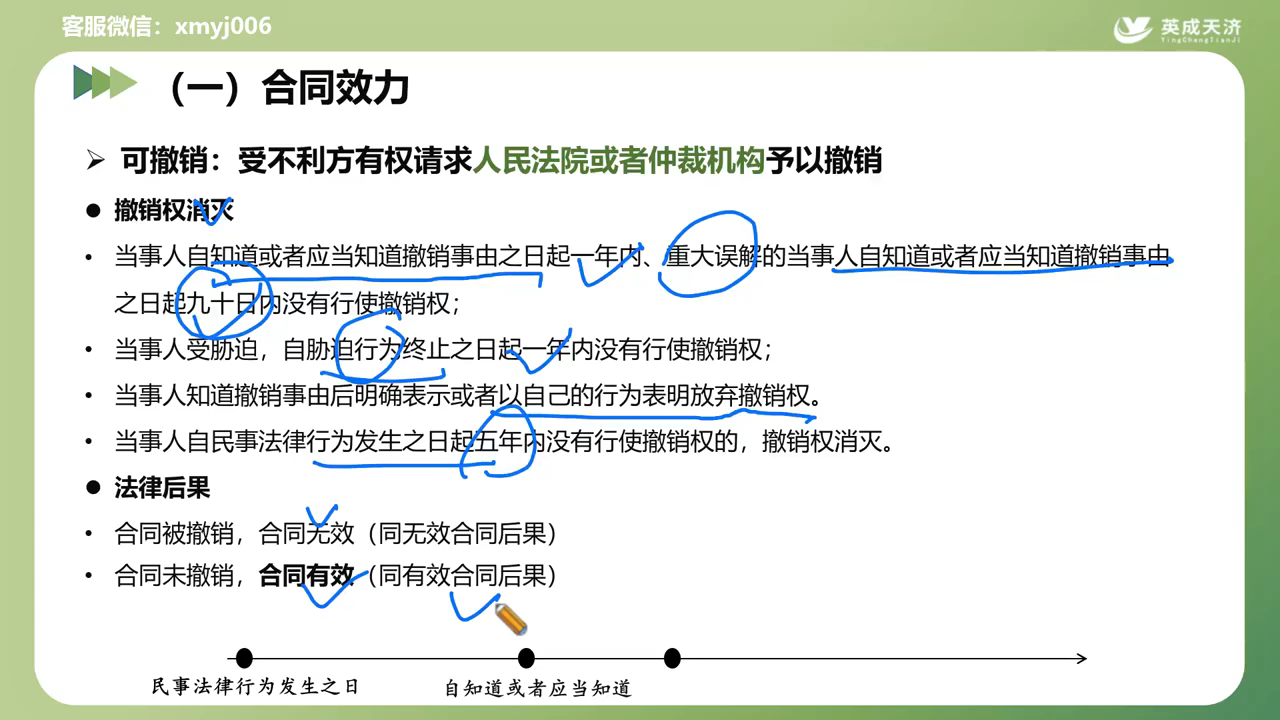 客服微信：xmyj006
英成天济
YingChengTianJi
（一）合同效力
可撤销：受不利方有权请求人民法院或者仲裁机构予以撤销
撤销权消灭
当事人自知道或者应当知道撤销事由之日起一年内、重大误解的当事人自知道或者应当知道撤销事由
之日起九十日内没有行使撤销权；
当事人受胁迫，自胁迫行为终止之日起一年内没有行使撤销权；
当事人知道撤销事由后明确表示或者以自己的行为表明放弃撤销权。
当事人自民事法律行为发生之日起五年内没有行使撤销权的，撤销权消灭。
法律后果
合同被撤销，合同无效（同无效合同后果）
合同未撤销，合同有效（同有效合同后果）
民事法律行为发生之日
自知道或者应当知道